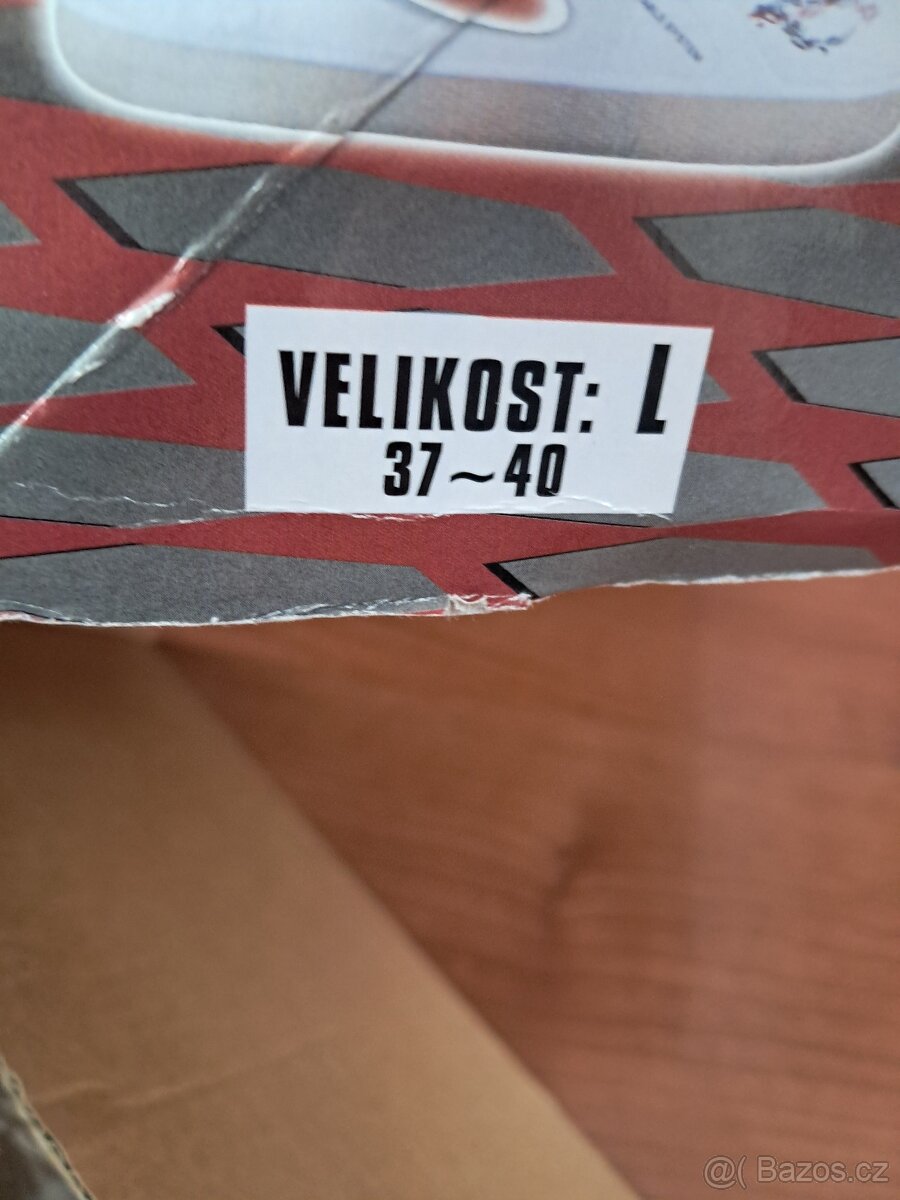 VELIKOST: L
37~40
@( Bazos.cz